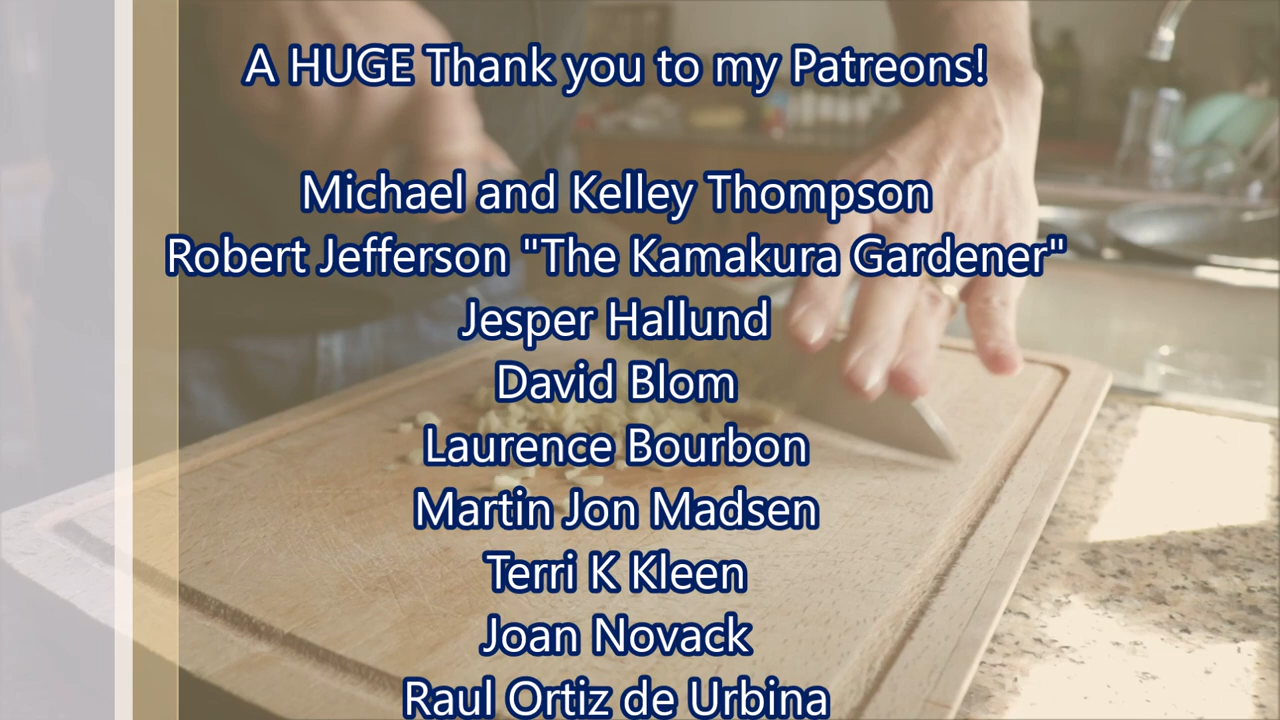 A HUGE Thank you to my Patreons!
Michael and Kelley Thompson
Robert Jefferson "The Kamakura Gardener"
Jesper Hallund
David Blom
Laurence Bourbon
Martin Jon Madsen
Terri K Kleen
Joan Novack
Raul Ortiz de Urbina